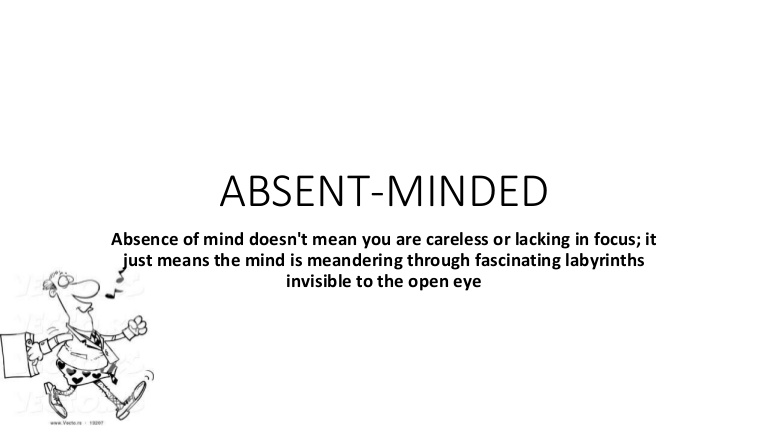 ABSENT-MINDED
Absence of mind doesn't mean you are careless or lacking in focus; it
just means the mind is meandering through fascinating labyrinths
invisible to the open eye
www.Vecto.rs - 13207